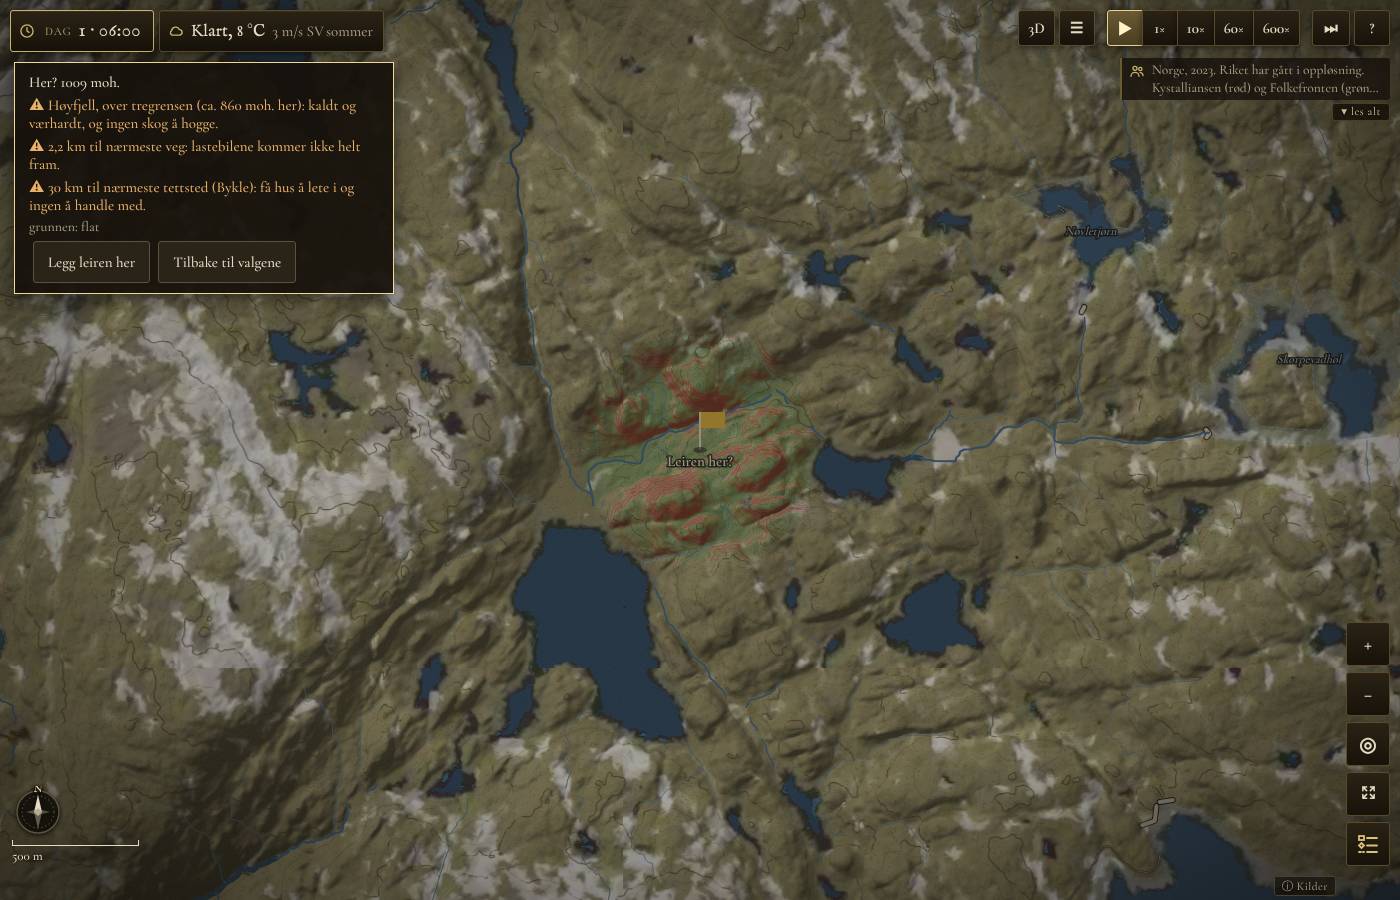 DAG 1 · 06:00
Klart, 8 °C 3 m/s SV sommer
3D
1×
10×
60×
600×
?
Her? 1009 moh.
Høyfjell, over tregrensen (ca. 860 moh. her): kaldt og
værhardt, og ingen skog å hogge.
2,2 km til nærmeste veg: lastebilene kommer ikke helt
fram.
30 km til nærmeste tettsted (Bykle): få hus å lete i og
ingen å handle med.
grunnen: flat
Legg leiren her
Tilbake til valgene
Norge, 2023. Riket har gått i oppløsning.
Kystalliansen (rød) og Folkefronten (grøn...
▾ les alt
Novletjørn
Skorpevadhøl
Leiren her?
+
−
N
500 m
Kilder